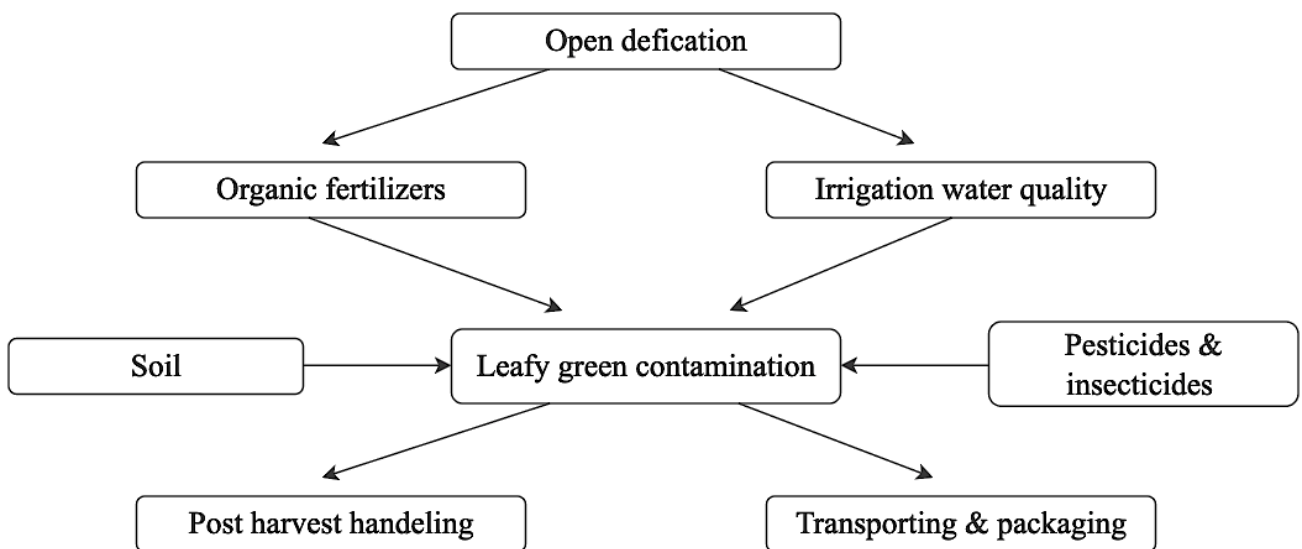 Open defication
Organic fertilizers
Irrigation water quality
Soil
Leafy green contamination
Pesticides &
insecticides
Post harvest handeling
Transporting & packaging